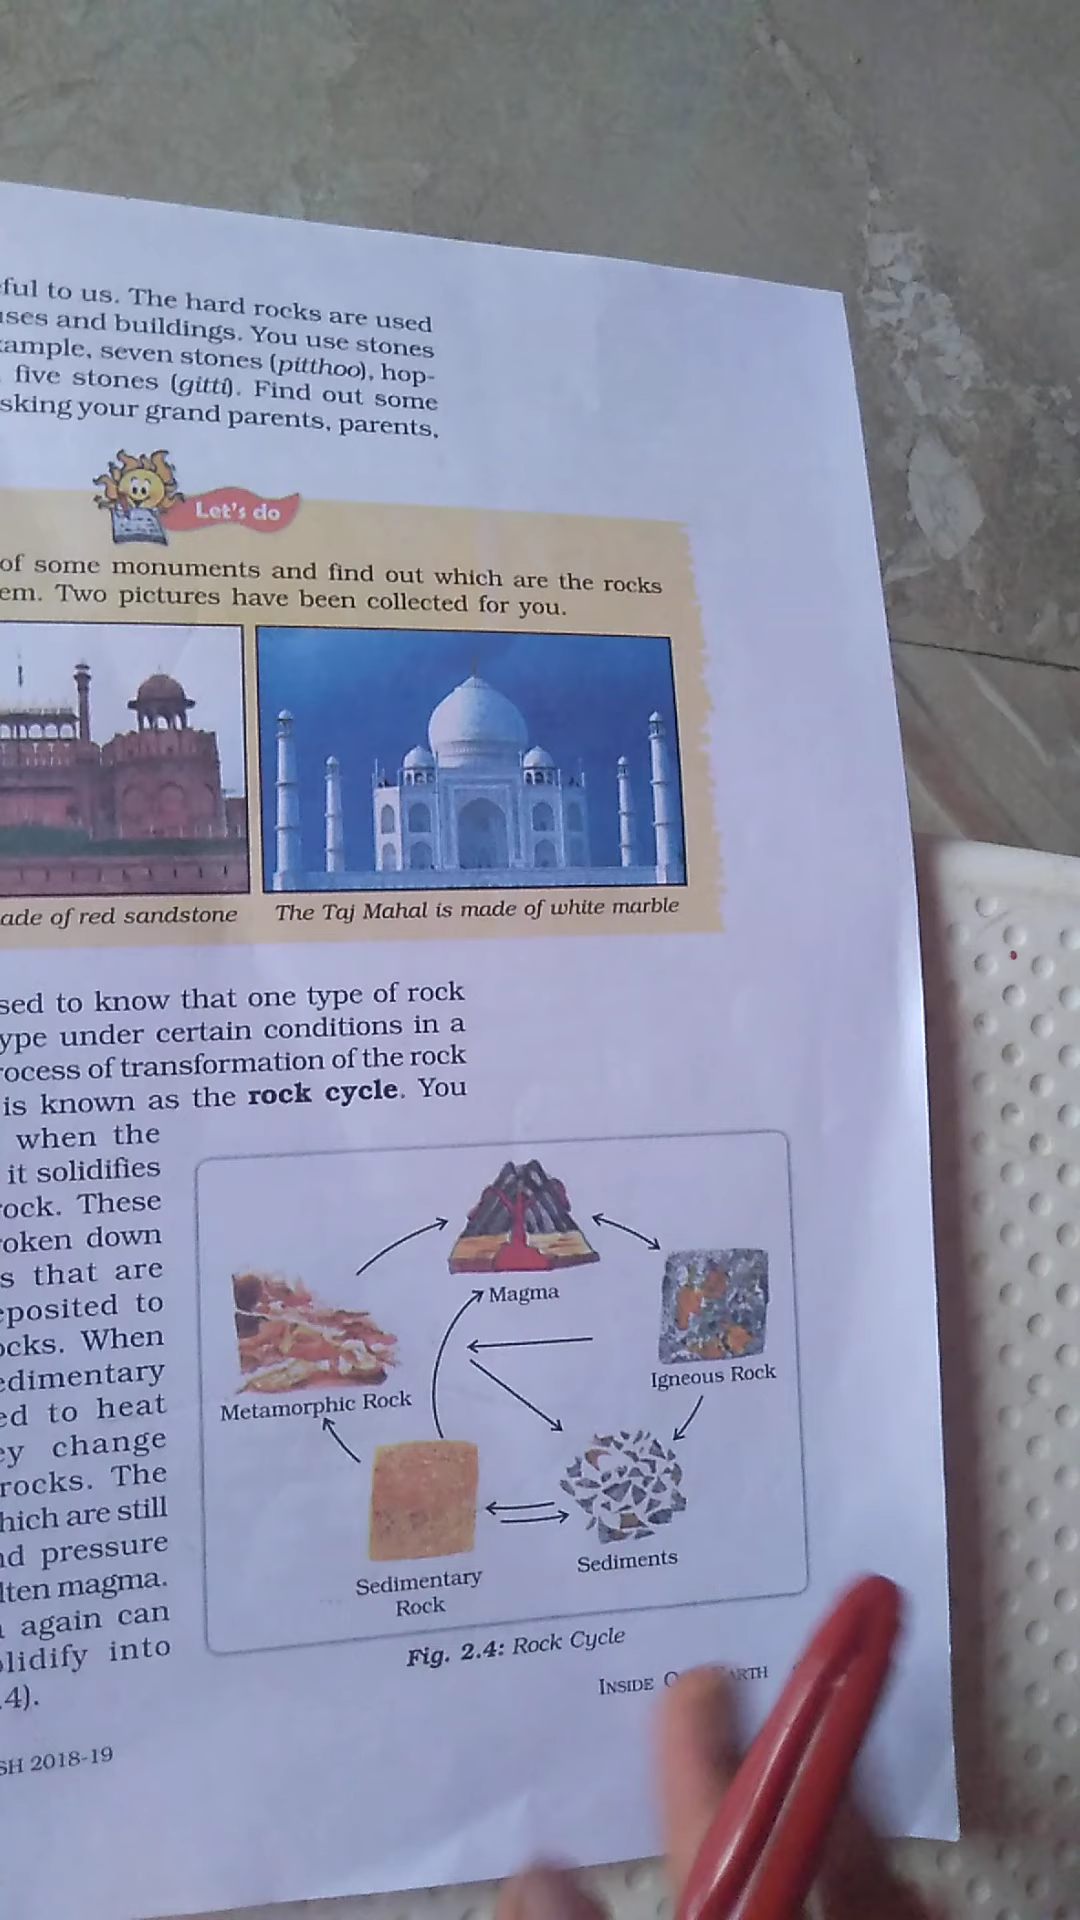 ful to us. The hard rocks are used
ses and buildings. You use stones
ample, seven stones (pitthoo), hop-
five stones (gitti). Find out some
sking your grand parents, parents,
Let's do
of some monuments and find out which are the rocks
em. Two pictures have been collected for you.
ade of red sandstone
The Taj Mahal is made of white marble
sed to know that one type of rock
ype under certain conditions in a
rocess of transformation of the rock
is known as the rock cycle. You
when the
it solidifies
rock. These
oken down
s that are
eposited to
ocks. When
edimentary
ed to heat
ey change
rocks. The
hich are still
nd pressure
lten magma.
again can
olidify into
.4).
Magma
Igneous Rock
Metamorphic Rock
Sediments
Sedimentary
Rock
Fig. 2.4: Rock Cycle
INSIDE
SH 2018-19